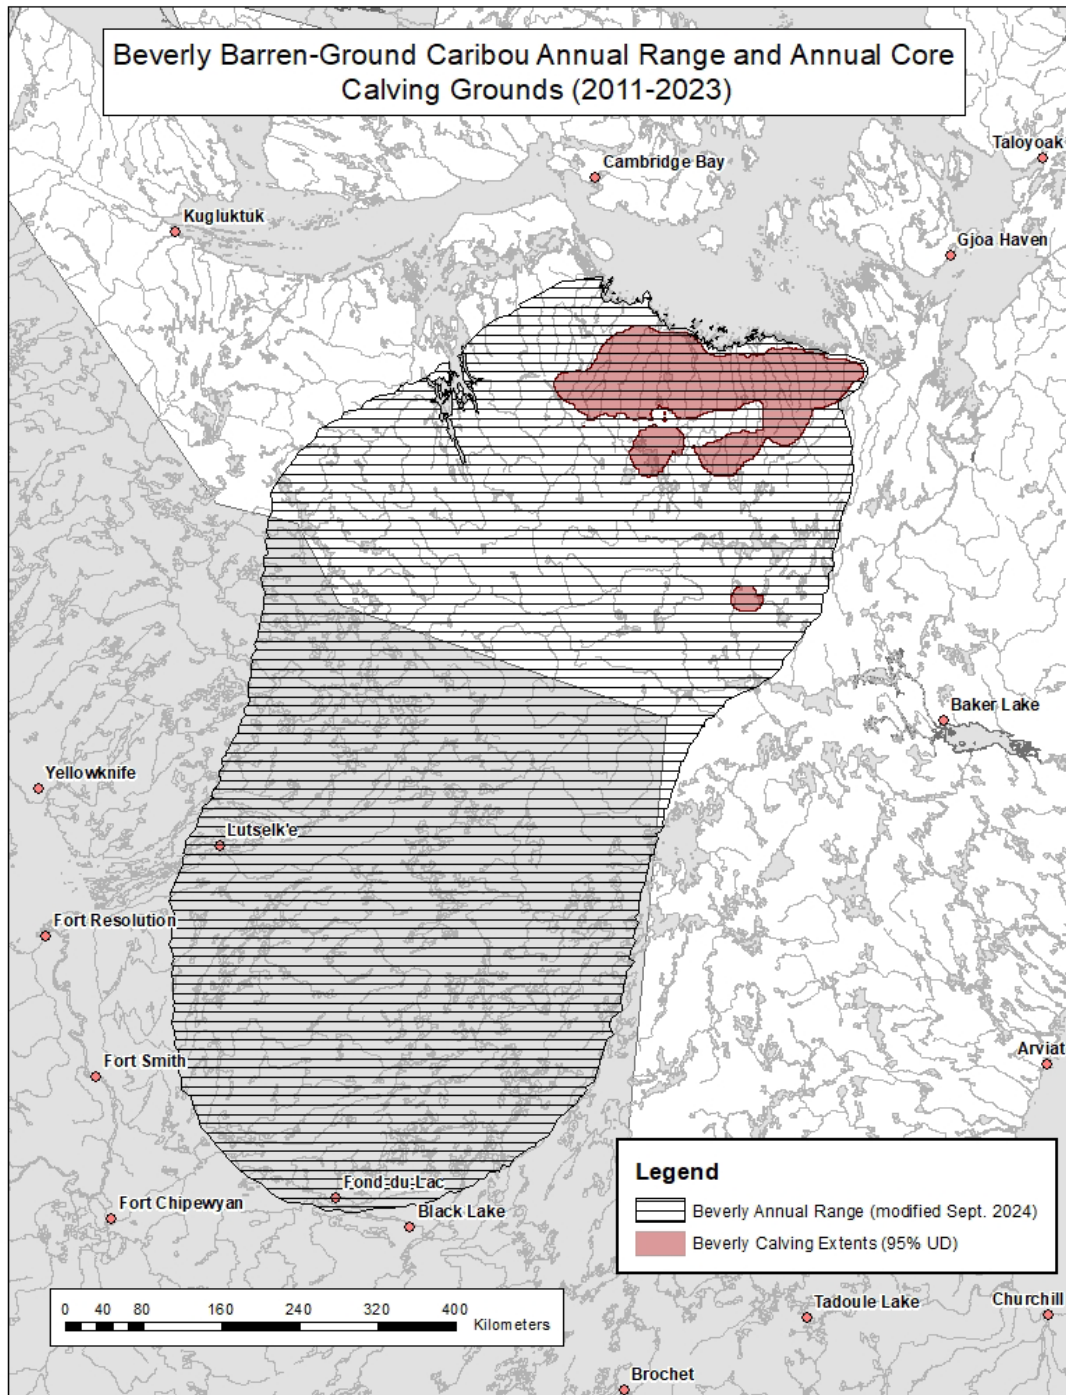 Beverly Barren-Ground Caribou Annual Range and Annual Core
Calving Grounds (2011-2023)
Taloyoak
Cambridge Bay
Kugluktuk
Gjoa Haven
Baker Lake
Yellowknife
Lutselk'e
Fort Resolution
Arviat
Fort Smith
Fond-du-Lac
Fort Chipewyan
Black Lake
Legend
Beverly Annual Range (modified Sept. 2024)
Beverly Calving Extents (95% UD)
0 40 80 160 240 320 400
Kilometers
Tadoule Lake
Churchill
Brochet